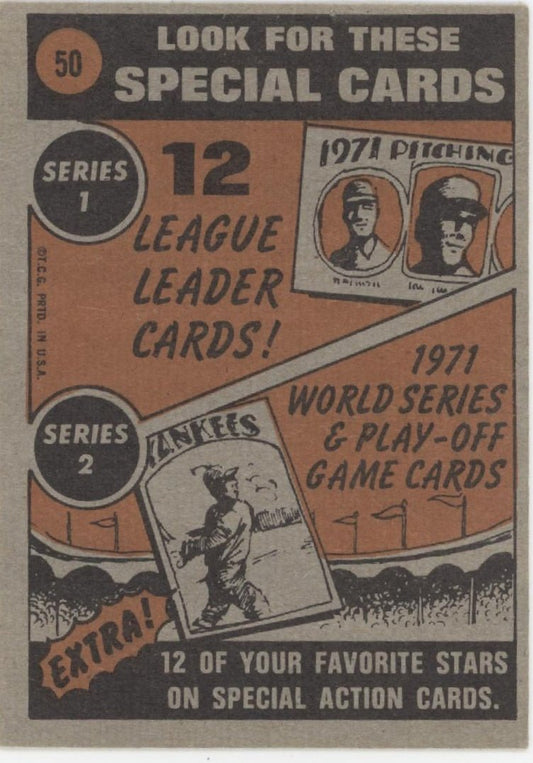 50
LOOK FOR THESE
SPECIAL CARDS
SERIES
1
12
LEAGUE
LEADER
CARDS!
1971 PITCHING
©T.C.G. PRTD. IN U.S.A.
1971
WORLD SERIES
& PLAY-OFF
GAME CARDS
SERIES
2
YANKEES
EXTRA!
12 OF YOUR FAVORITE STARS
ON SPECIAL ACTION CARDS.